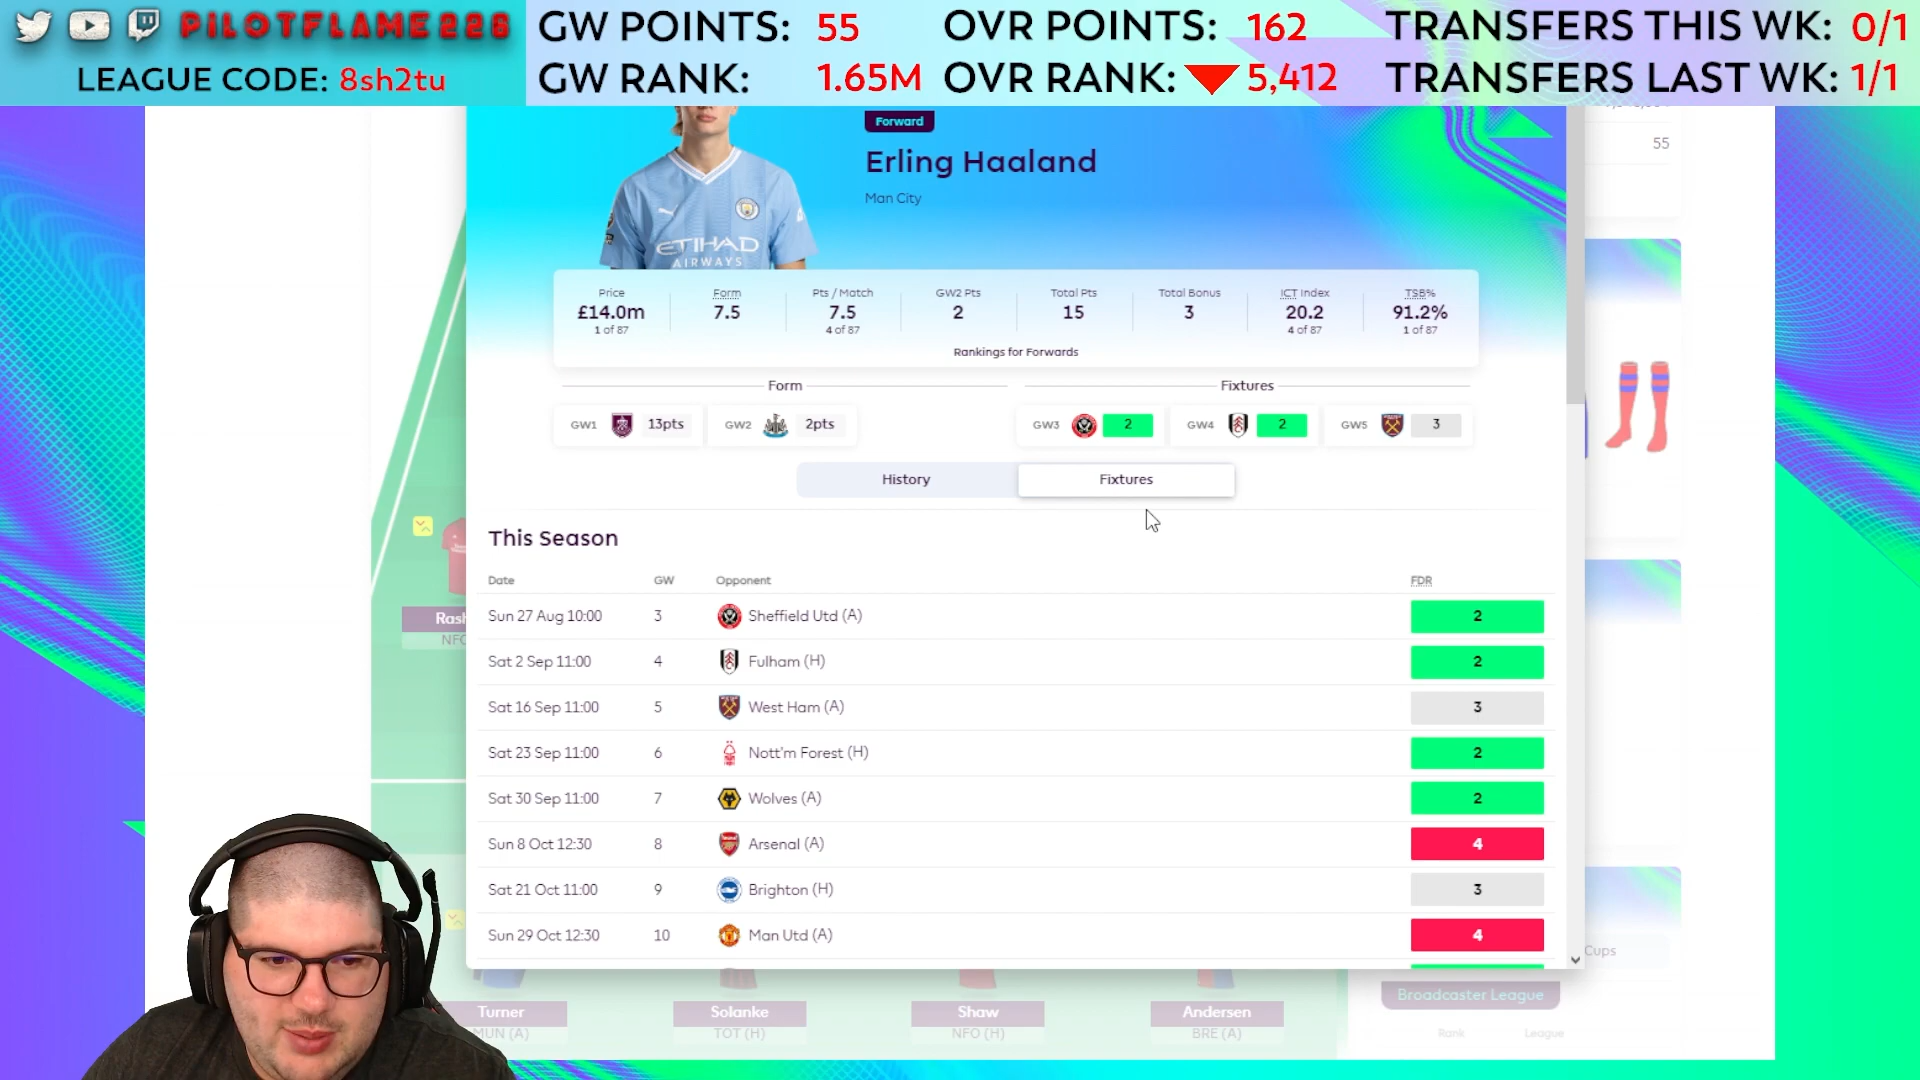 PILOTFLAME226
LEAGUE CODE: 8sh2tu
GW POINTS: 55
GW RANK: 1.65M
OVR POINTS: 162
OVR RANK: 5,412
TRANSFERS THIS WK: 0/1
TRANSFERS LAST WK: 1/1
55
Forward
Erling Haaland
Man City
ETIHAD
AIRWAYS
Price
£14.0m
1 of 87
Form
7.5
Pts / Match
7.5
4 of 87
GW2 Pts
2
Total Pts
15
Total Bonus
3
ICT Index
20.2
4 of 87
TSB%
91.2%
1 of 87
Rankings for Forwards
Form
Fixtures
GW1 13pts
GW2 2pts
GW3 2
GW4 2
GW5 3
History
Fixtures
This Season
Date GW Opponent FDR
Sun 27 Aug 10:00 3 Sheffield Utd (A) 2
Sat 2 Sep 11:00 4 Fulham (H) 2
Sat 16 Sep 11:00 5 West Ham (A) 3
Sat 23 Sep 11:00 6 Nott'm Forest (H) 2
Sat 30 Sep 11:00 7 Wolves (A) 2
Sun 8 Oct 12:30 8 Arsenal (A) 4
Sat 21 Oct 11:00 9 Brighton (H) 3
Sun 29 Oct 12:30 10 Man Utd (A) 4
Rash
NFO
Turner
MUN (A)
Solanke
TOT (H)
Shaw
NFO (H)
Andersen
BRE (A)
Cups
Broadcaster League
Rank League